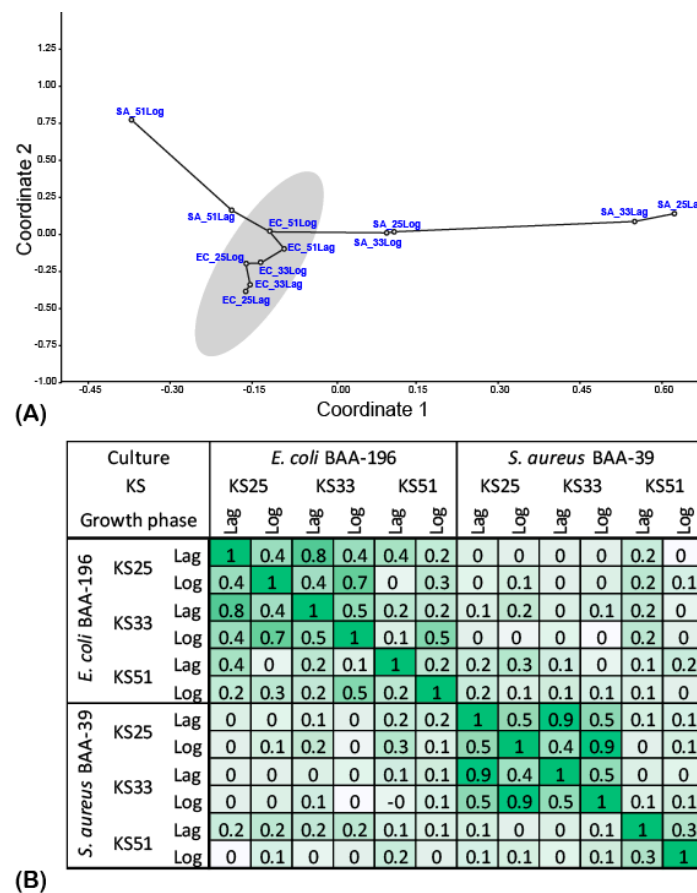 1.25
1.00
0.75
0.50
0.25
0.00
-0.25
-0.50
-0.75
-1.00
Coordinate 2
SA_51Log
SA_51Lag
EC_51Log
EC_51Lag
EC_25Log
EC_33Log
EC_33Lag
EC_25Lag
SA_25Log
SA_33Log
SA_33Lag
SA_25La
-0.45 -0.30 -0.15 0.00 0.15 0.30 0.45 0.60
Coordinate 1
(A)
Culture E. coli BAA-196 S. aureus BAA-39
KS KS25 KS33 KS51 KS25 KS33 KS51
Growth phase Lag Log Lag Log Lag Log Lag Log Lag Log Lag Log
E. coli BAA-196
KS25 Lag 1 0.4 0.8 0.4 0.4 0.2 0 0 0 0 0.2 0
Log 0.4 1 0.4 0.7 0 0.3 0 0.1 0 0 0.2 0.1
KS33 Lag 0.8 0.4 1 0.5 0.2 0.2 0.1 0.2 0 0.1 0.2 0
Log 0.4 0.7 0.5 1 0.1 0.5 0 0 0 0 0.2 0
KS51 Lag 0.4 0 0.2 0.1 1 0.2 0.2 0.3 0.1 0 0.1 0.2
Log 0.2 0.3 0.2 0.5 0.2 1 0.2 0.1 0.1 0.1 0.1 0
S. aureus BAA-39
KS25 Lag 0 0 0.1 0 0.2 0.2 1 0.5 0.9 0.5 0.1 0.1
Log 0 0.1 0.2 0 0.3 0.1 0.5 1 0.4 0.9 0 0.1
KS33 Lag 0 0 0 0 0.1 0.1 0.9 0.4 1 0.5 0 0
Log 0 0 0.1 0 -0 0.1 0.5 0.9 0.5 1 0.1 0.1
KS51 Lag 0.2 0.2 0.2 0.2 0.1 0.1 0.1 0 0 0.1 1 0.3
Log 0 0.1 0 0 0.2 0 0.1 0.1 0 0.1 0.3 1
(B)